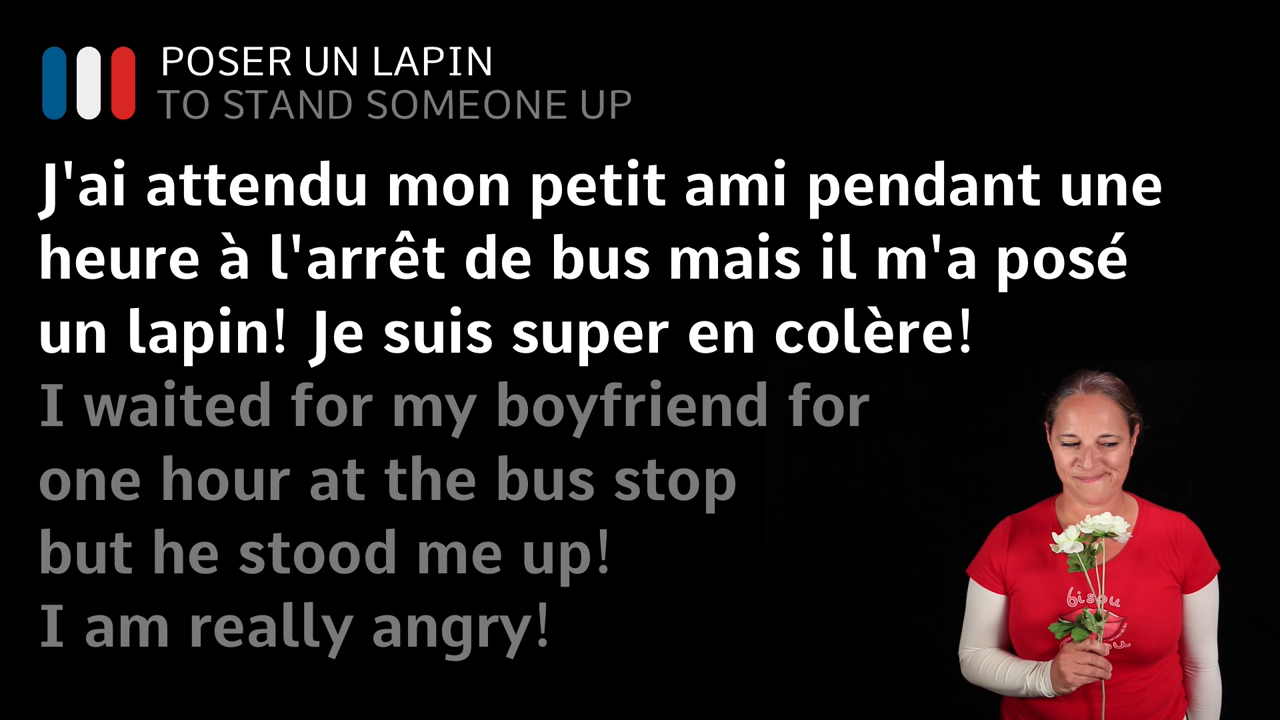 POSER UN LAPIN
TO STAND SOMEONE UP
J'ai attendu mon petit ami pendant une
heure à l'arrêt de bus mais il m'a posé
un lapin! Je suis super en colère!
I waited for my boyfriend for
one hour at the bus stop
but he stood me up!
I am really angry!
bisou